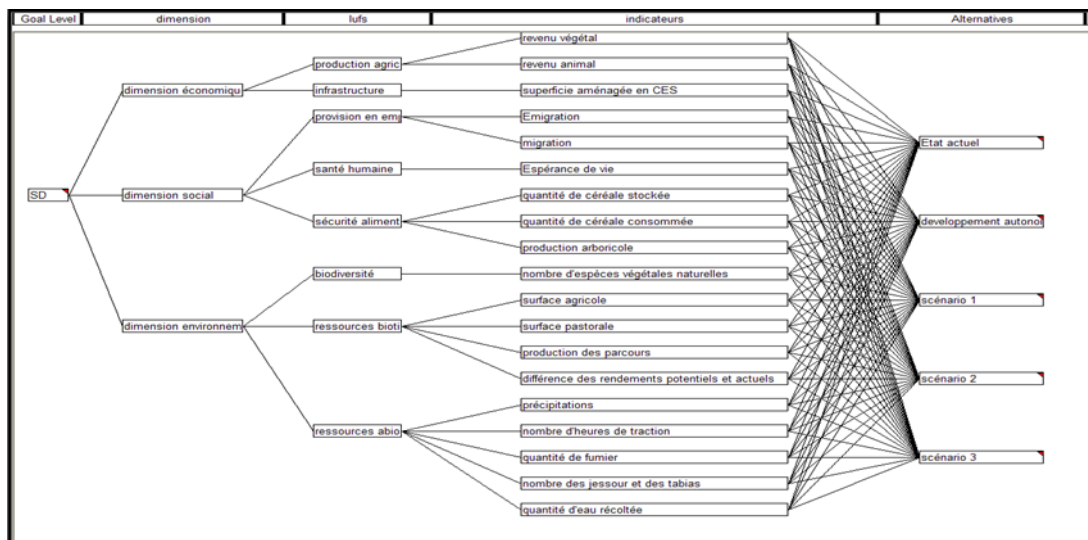 Goal Level dimension lufs indicateurs Alternatives
revenu végétal
production agric
revenu animal
dimension économiqu
infrastructure
superficie aménagée en CES
provision en emp
Emigration
migration
Etat actuel
santé humaine
Espérance de vie
SD
dimension social
quantité de céréale stockée
sécurité aliment
quantité de céréale consommée
developpement autono
production arboricole
biodiversité
nombre d'espèces végétales naturelles
surface agricole
scénario 1
dimension environnem
ressources bioti
surface pastorale
production des parcours
différence des rendements potentiels et actuels
scénario 2
précipitations
ressources abio
nombre d'heures de traction
quantité de fumier
scénario 3
nombre des jessour et des tabias
quantité d'eau récoltée